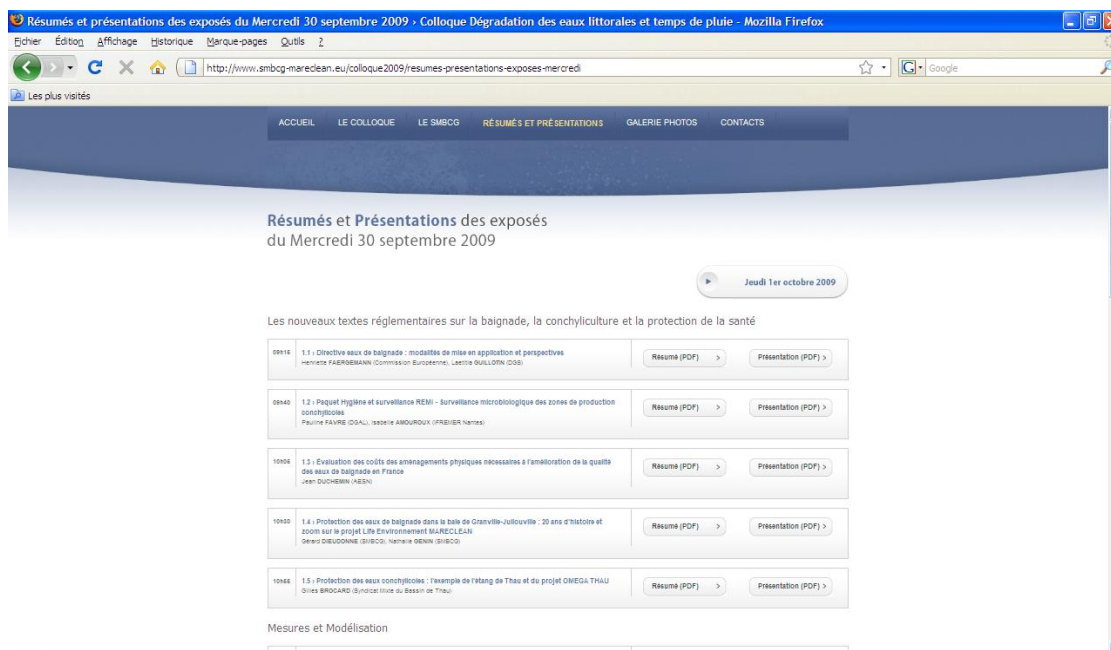 Résumés et présentations des exposés du Mercredi 30 septembre 2009 › Colloque Dégradation des eaux littorales et temps de pluie - Mozilla Firefox
Fichier Édition Affichage Historique Marque-pages Outils ?
http://www.smbcg-mareclean.eu/colloque2009/resumes-presentations-exposes-mercredi
Google
Les plus visités
ACCUEIL LE COLLOQUE LE SMBCG RÉSUMÉS ET PRÉSENTATIONS GALERIE PHOTOS CONTACTS
Résumés et Présentations des exposés
du Mercredi 30 septembre 2009
Jeudi 1er octobre 2009
Les nouveaux textes réglementaires sur la baignade, la conchyliculture et la protection de la santé
09h15 1.1 › Directive eaux de baignade : modalités de mise en application et perspectives Résumé (PDF) > Présentation (PDF) >
Henriette FAERGEMANN (Commission Européenne), Laetitia GUILLOTIN (DGS)
09h40 1.2 › Paquet Hygiène et surveillance REMI - Surveillance microbiologique des zones de production
conchylicoles Résumé (PDF) > Présentation (PDF) >
Pauline FAVRE (DGAL), Isabelle AMOUROUX (IFREMER Nantes)
10h05 1.3 › Evaluation des coûts des aménagements physiques nécessaires à l'amélioration de la qualité
des eaux de baignade en France Résumé (PDF) > Présentation (PDF) >
Jean DUCHEMIN (AESN)
10h30 1.4 › Protection des eaux de baignade dans la baie de Granville-Jullouville : 20 ans d'histoire et
zoom sur le projet Life Environnement MARECLEAN Résumé (PDF) > Présentation (PDF) >
Gérard DIEUDONNE (SMBCG), Nathalie GENIN (SMBCG)
10h55 1.5 › Protection des eaux conchylicoles : l'exemple de l'étang de Thau et du projet OMEGA THAU Résumé (PDF) > Présentation (PDF) >
Gilles BROCARD (Syndicat Mixte du Bassin de Thau)
Mesures et Modélisation